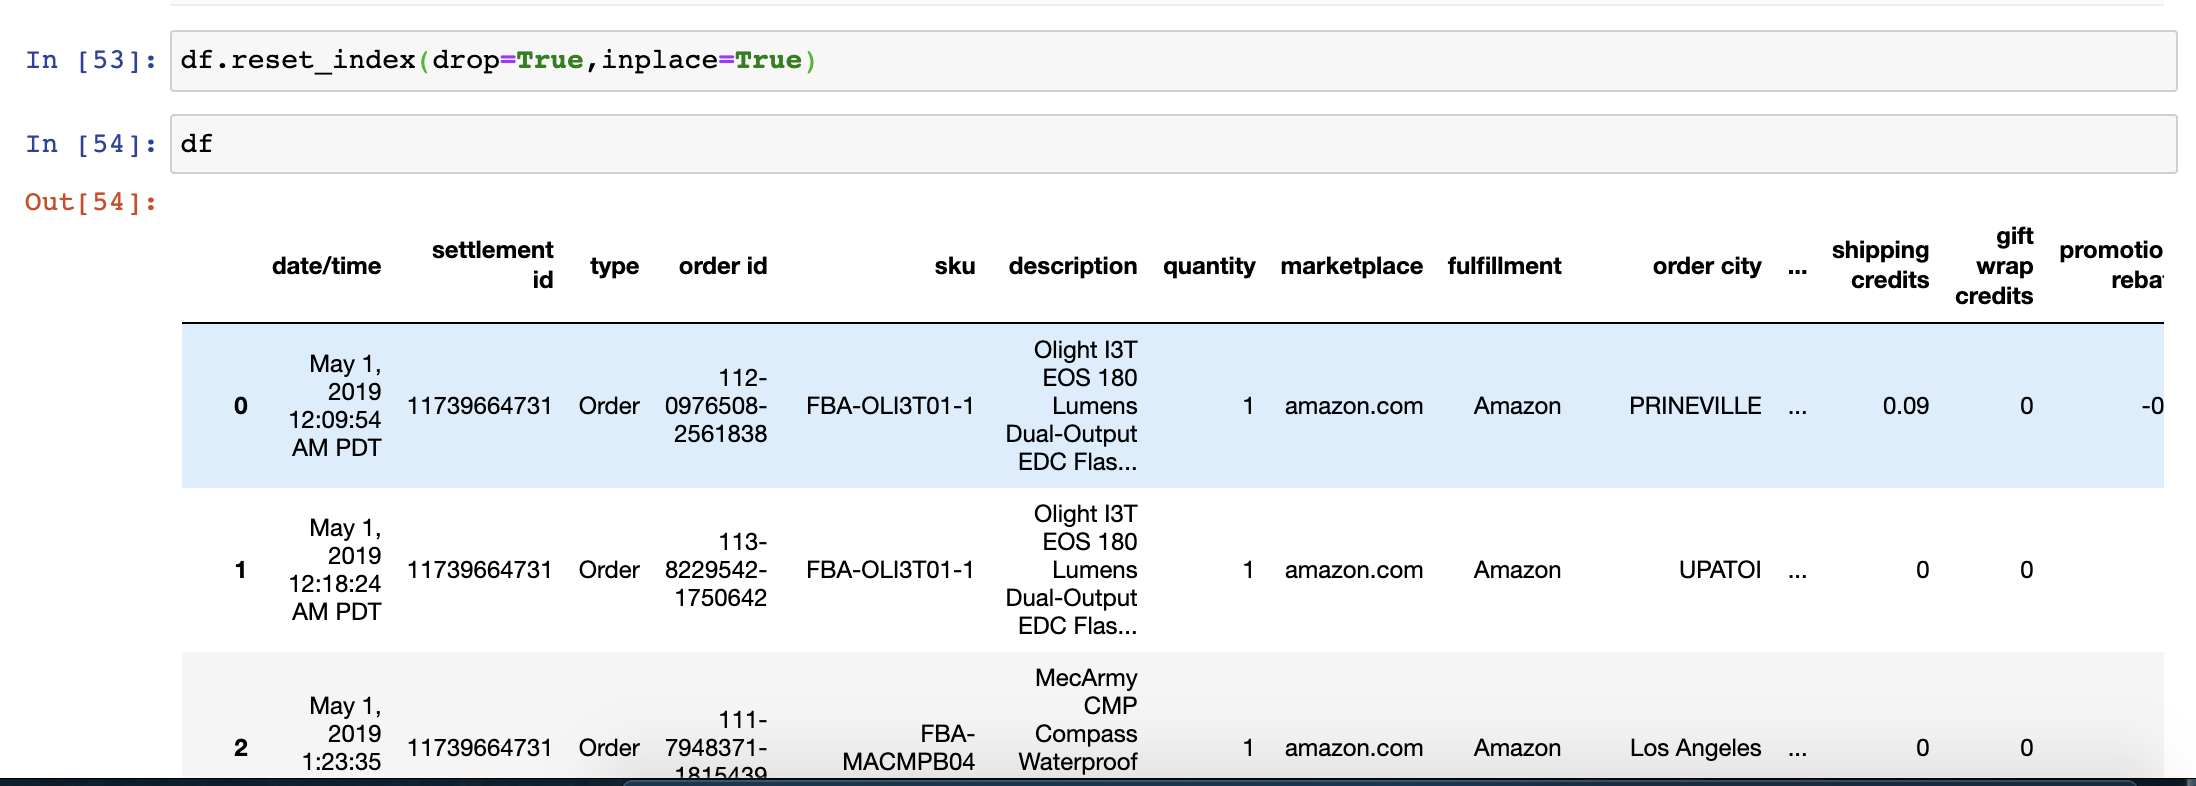 In [53]: df.reset_index(drop=True,inplace=True)
In [54]: df
Out[54]:
date/time settlement id type order id sku description quantity marketplace fulfillment order city ... shipping credits gift wrap credits promotio reba
0 May 1, 2019 12:09:54 AM PDT 11739664731 Order 112-0976508-2561838 FBA-OLI3T01-1 Olight I3T EOS 180 Lumens Dual-Output EDC Flas... 1 amazon.com Amazon PRINEVILLE ... 0.09 0 -0
1 May 1, 2019 12:18:24 AM PDT 11739664731 Order 113-8229542-1750642 FBA-OLI3T01-1 Olight I3T EOS 180 Lumens Dual-Output EDC Flas... 1 amazon.com Amazon UPATOI ... 0 0
2 May 1, 2019 1:23:35 11739664731 Order 111-7948371-1815439 FBA-MACMPB04 MecArmy CMP Compass Waterproof 1 amazon.com Amazon Los Angeles ... 0 0